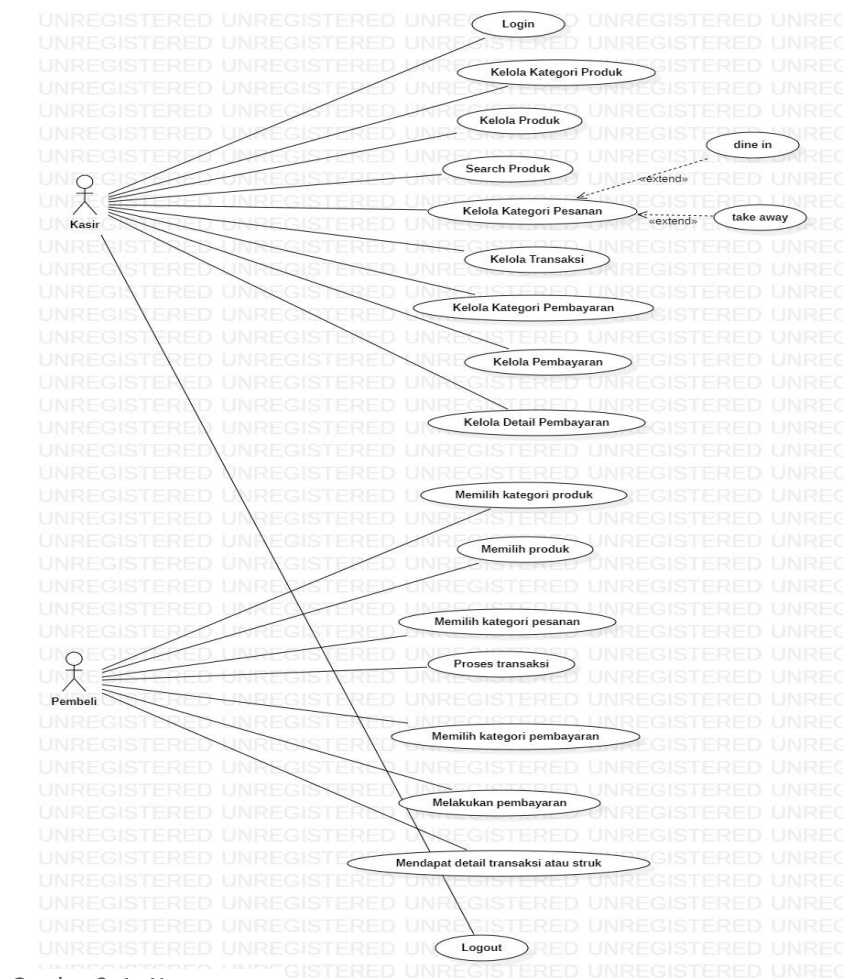 Login
Kelola Kategori Produk
Kelola Produk
dine in
Search Produk
«extend»
Kelola Kategori Pesanan
take away
«extend»
Kasir
Kelola Transaksi
Kelola Kategori Pembayaran
Kelola Pembayaran
Kelola Detail Pembayaran
Memilih kategori produk
Memilih produk
Memilih kategori pesanan
Proses transaksi
Pembeli
Memilih kategori pembayaran
Melakukan pembayaran
Mendapat detail transaksi atau struk
Logout
UNREGISTERED